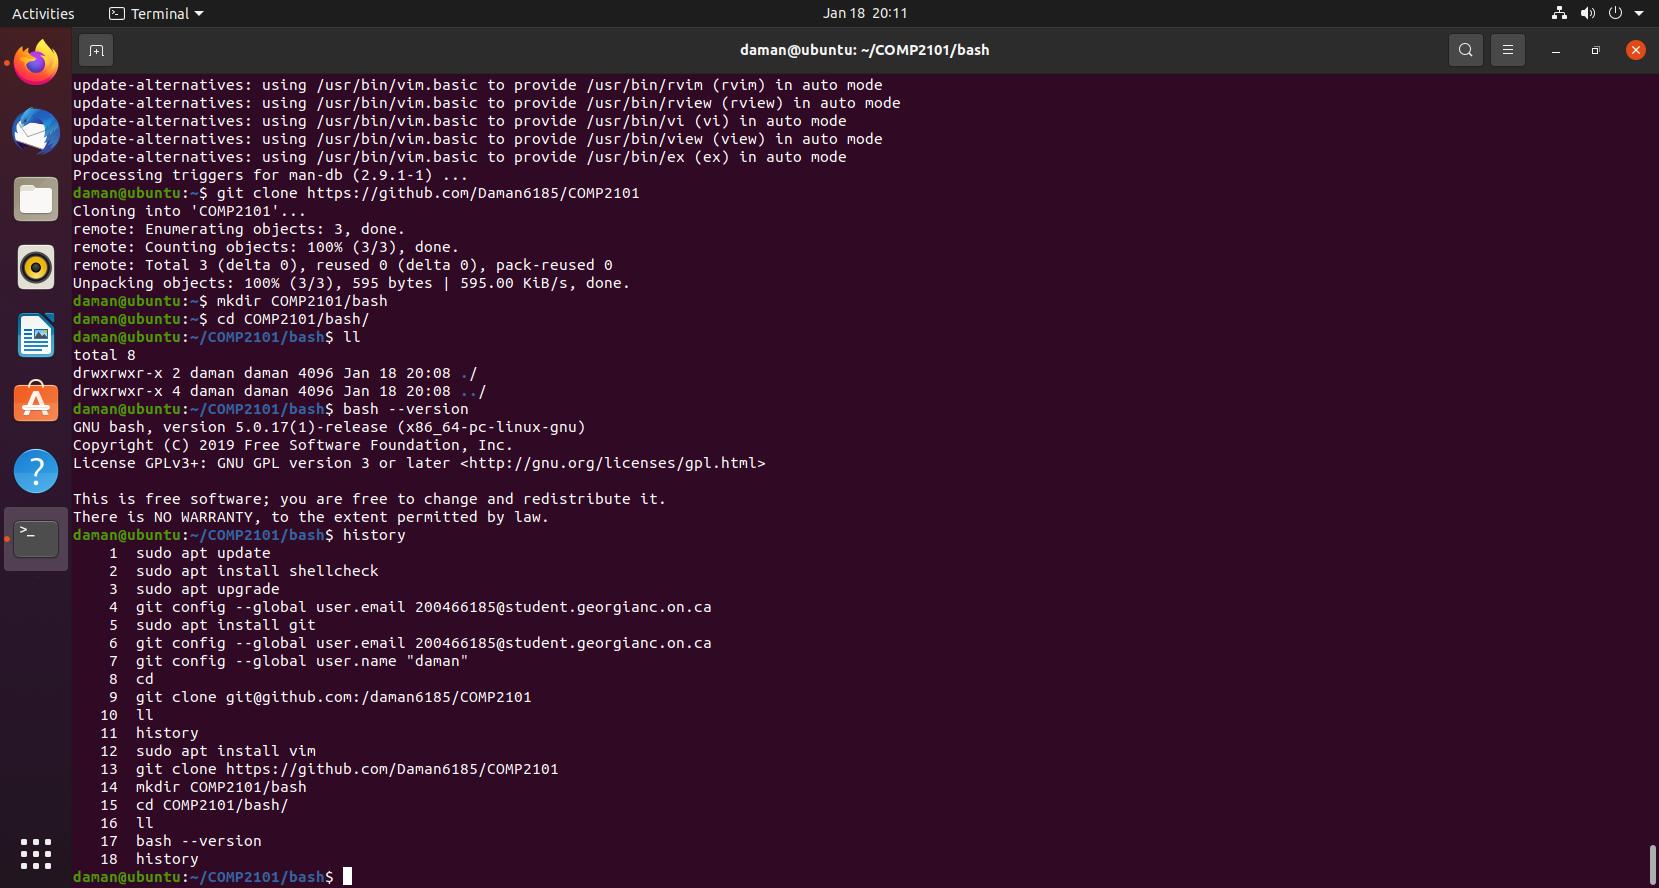 Activities Terminal Jan 18 20:11
daman@ubuntu: ~/COMP2101/bash
update-alternatives: using /usr/bin/vim.basic to provide /usr/bin/rvim (rvim) in auto mode
update-alternatives: using /usr/bin/vim.basic to provide /usr/bin/rview (rview) in auto mode
update-alternatives: using /usr/bin/vim.basic to provide /usr/bin/vi (vi) in auto mode
update-alternatives: using /usr/bin/vim.basic to provide /usr/bin/view (view) in auto mode
update-alternatives: using /usr/bin/vim.basic to provide /usr/bin/ex (ex) in auto mode
Processing triggers for man-db (2.9.1-1) ...
daman@ubuntu:~$ git clone https://github.com/Daman6185/COMP2101
Cloning into 'COMP2101'...
remote: Enumerating objects: 3, done.
remote: Counting objects: 100% (3/3), done.
remote: Total 3 (delta 0), reused 0 (delta 0), pack-reused 0
Unpacking objects: 100% (3/3), 595 bytes | 595.00 KiB/s, done.
daman@ubuntu:~$ mkdir COMP2101/bash
daman@ubuntu:~$ cd COMP2101/bash/
daman@ubuntu:~/COMP2101/bash$ ll
total 8
drwxrwxr-x 2 daman daman 4096 Jan 18 20:08 ./
drwxrwxr-x 4 daman daman 4096 Jan 18 20:08 ../
daman@ubuntu:~/COMP2101/bash$ bash --version
GNU bash, version 5.0.17(1)-release (x86_64-pc-linux-gnu)
Copyright (C) 2019 Free Software Foundation, Inc.
License GPLv3+: GNU GPL version 3 or later <http://gnu.org/licenses/gpl.html>
This is free software; you are free to change and redistribute it.
There is NO WARRANTY, to the extent permitted by law.
daman@ubuntu:~/COMP2101/bash$ history
1 sudo apt update
2 sudo apt install shellcheck
3 sudo apt upgrade
4 git config --global user.email 200466185@student.georgianc.on.ca
5 sudo apt install git
6 git config --global user.email 200466185@student.georgianc.on.ca
7 git config --global user.name "daman"
8 cd
9 git clone git@github.com:/daman6185/COMP2101
10 ll
11 history
12 sudo apt install vim
13 git clone https://github.com/Daman6185/COMP2101
14 mkdir COMP2101/bash
15 cd COMP2101/bash/
16 ll
17 bash --version
18 history
daman@ubuntu:~/COMP2101/bash$